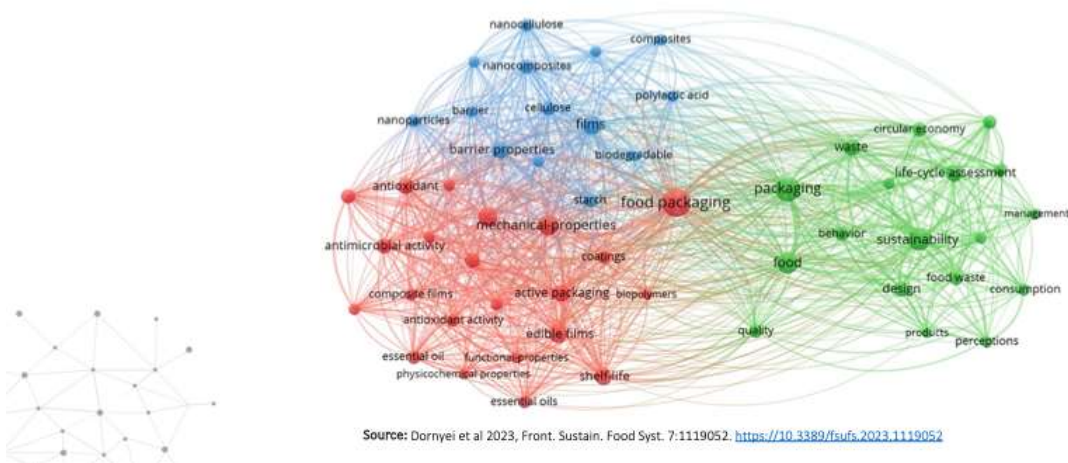 nanocellulose
composites
nanocomposites
polylactic acid
barrier
cellulose
nanoparticles
films
circular economy
waste
barrier properties
biodegradable
life-cycle assessment
antioxidant
packaging
starch
food packaging
management
mechanical-properties
behavior
sustainability
antimicrobial activity
coatings
food
food waste
composite films
active packaging
biopolymers
design
consumption
antioxidant activity
edible films
quality
products
perceptions
essential oil
functional-properties
physicochemical properties
shelf-life
essential oils
Source: Dornyei et al 2023, Front. Sustain. Food Syst. 7:1119052. https://10.3389/fsufs.2023.1119052